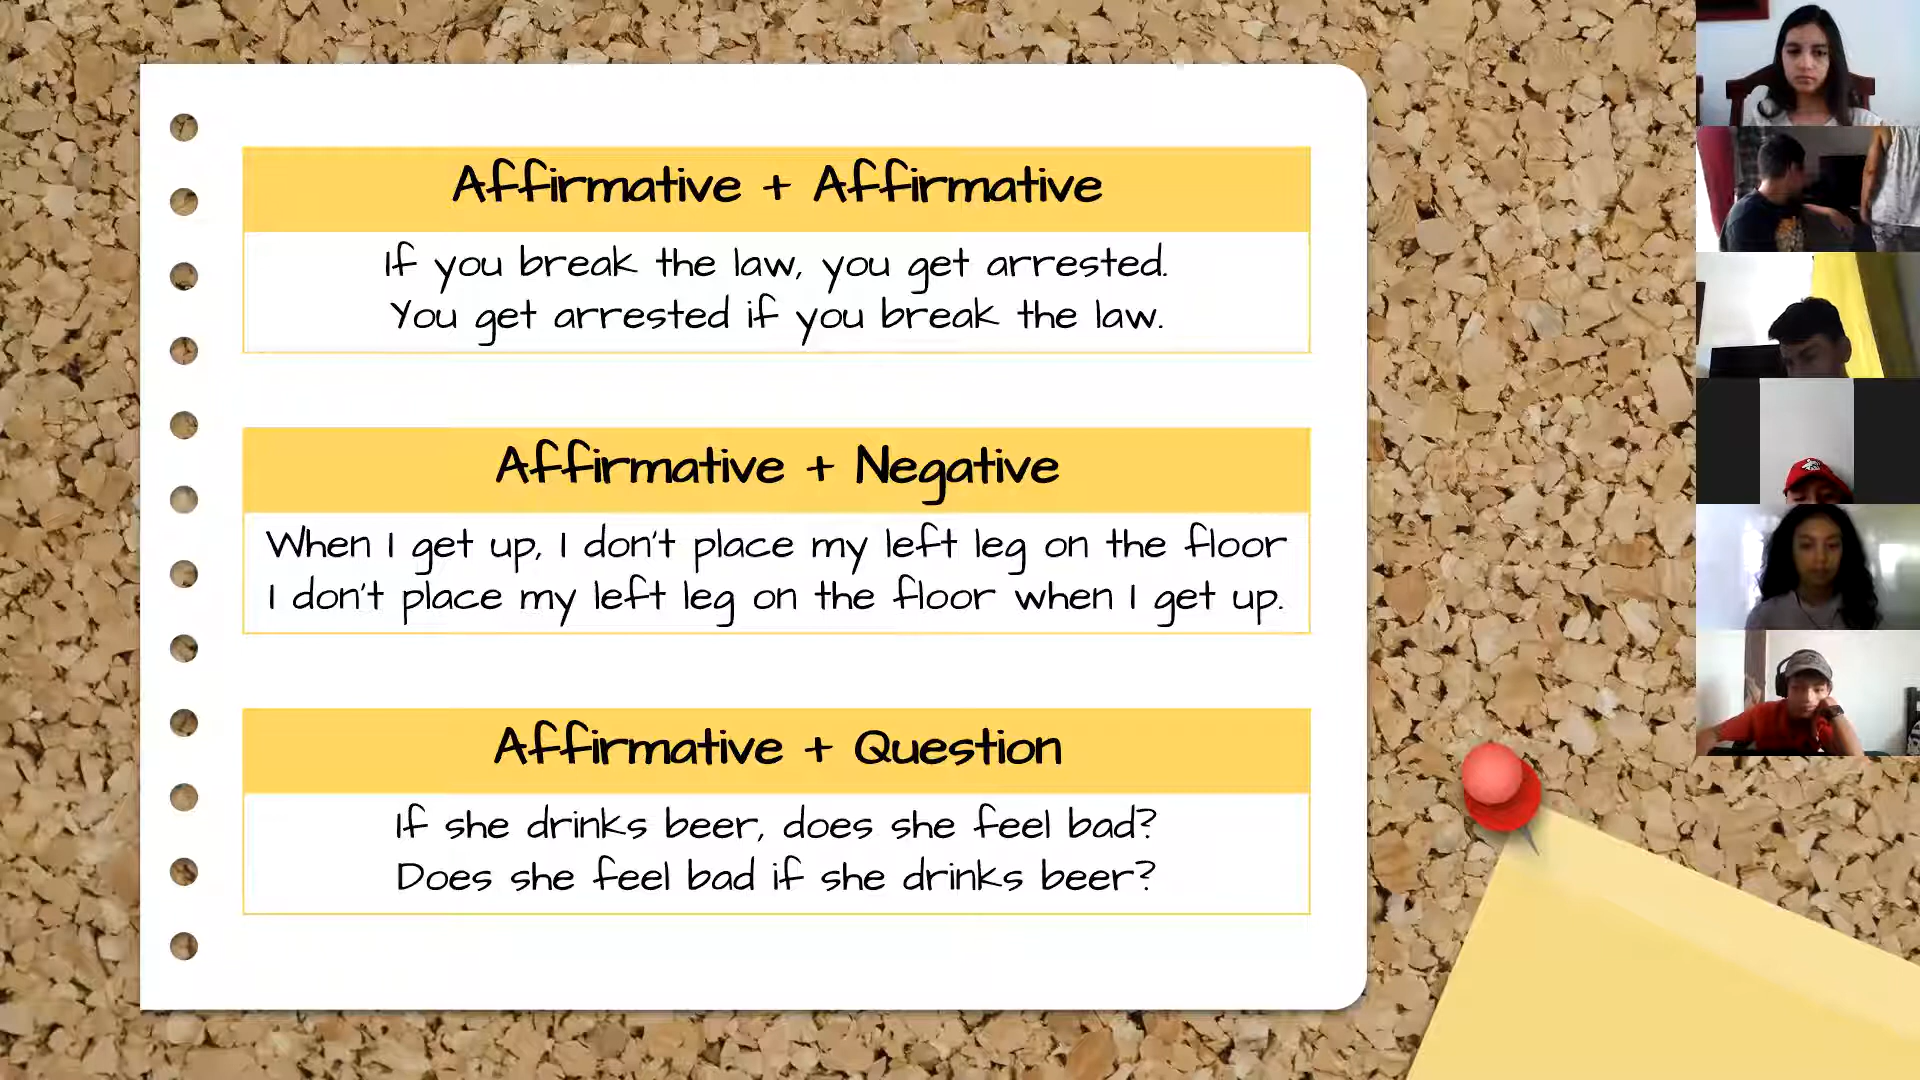 Affirmative + Affirmative
If you break the law, you get arrested.
You get arrested if you break the law.
Affirmative + Negative
When I get up, I don't place my left leg on the floor
I don't place my left leg on the floor when I get up.
Affirmative + Question
If she drinks beer, does she feel bad?
Does she feel bad if she drinks beer?